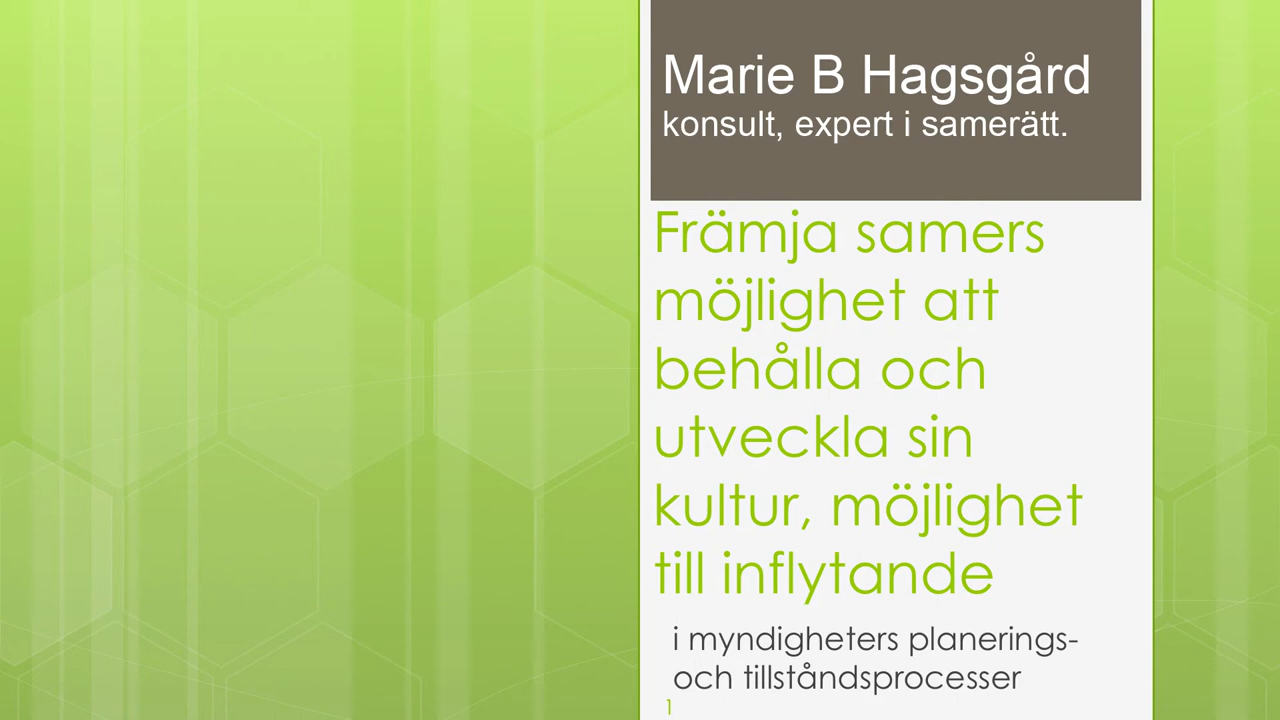 Marie B Hagsgård
konsult, expert i samerätt.
Främja samers
möjlighet att
behålla och
utveckla sin
kultur, möjlighet
till inflytande
i myndigheters planerings-
och tillståndsprocesser
1